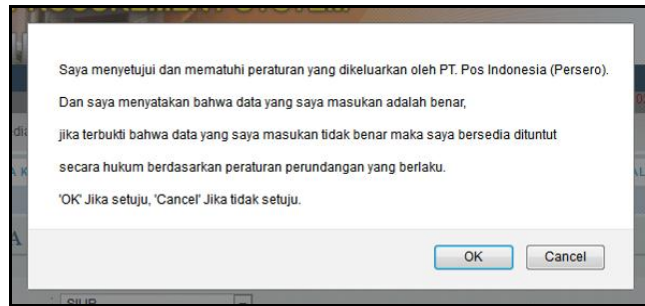 Saya menyetujui dan mematuhi peraturan yang dikeluarkan oleh PT. Pos Indonesia (Persero).
Dan saya menyatakan bahwa data yang saya masukan adalah benar,
jika terbukti bahwa data yang saya masukan tidak benar maka saya bersedia dituntut
secara hukum berdasarkan peraturan perundangan yang berlaku.
'OK' Jika setuju, 'Cancel' Jika tidak setuju.
OK Cancel
SIUP